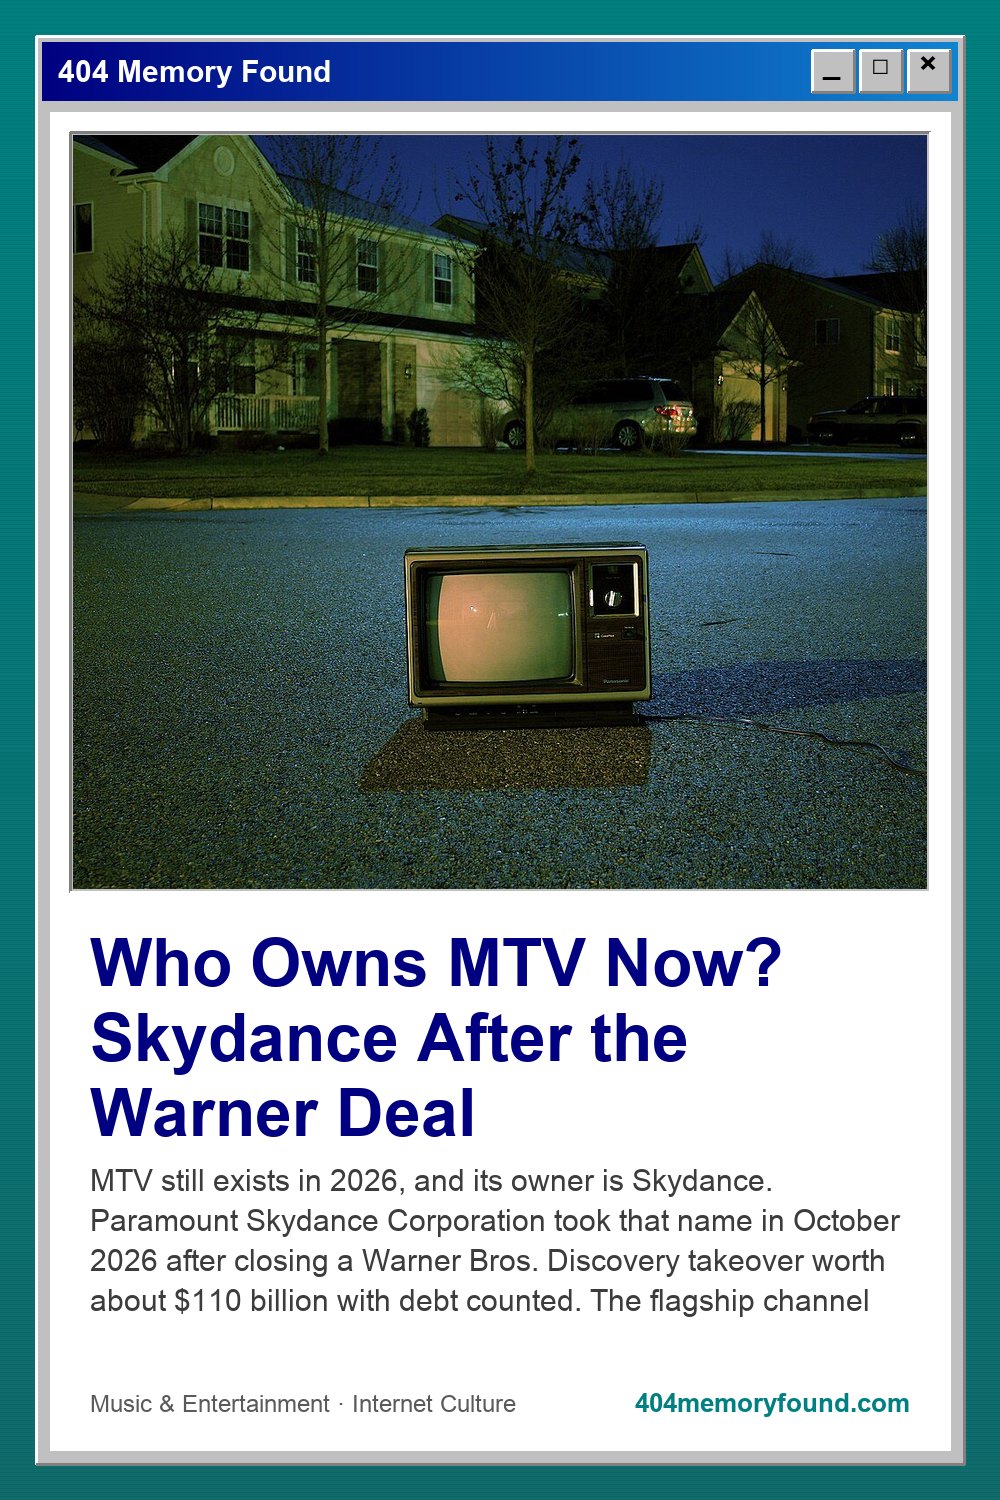 404 Memory Found
Who Owns MTV Now?
Skydance After the
Warner Deal
MTV still exists in 2026, and its owner is Skydance.
Paramount Skydance Corporation took that name in October
2026 after closing a Warner Bros. Discovery takeover worth
about $110 billion with debt counted. The flagship channel
Music & Entertainment · Internet Culture
404memoryfound.com